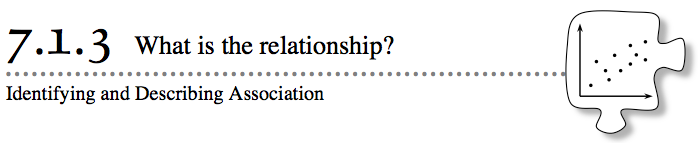 7.1.3 What is the relationship?
Identifying and Describing Association